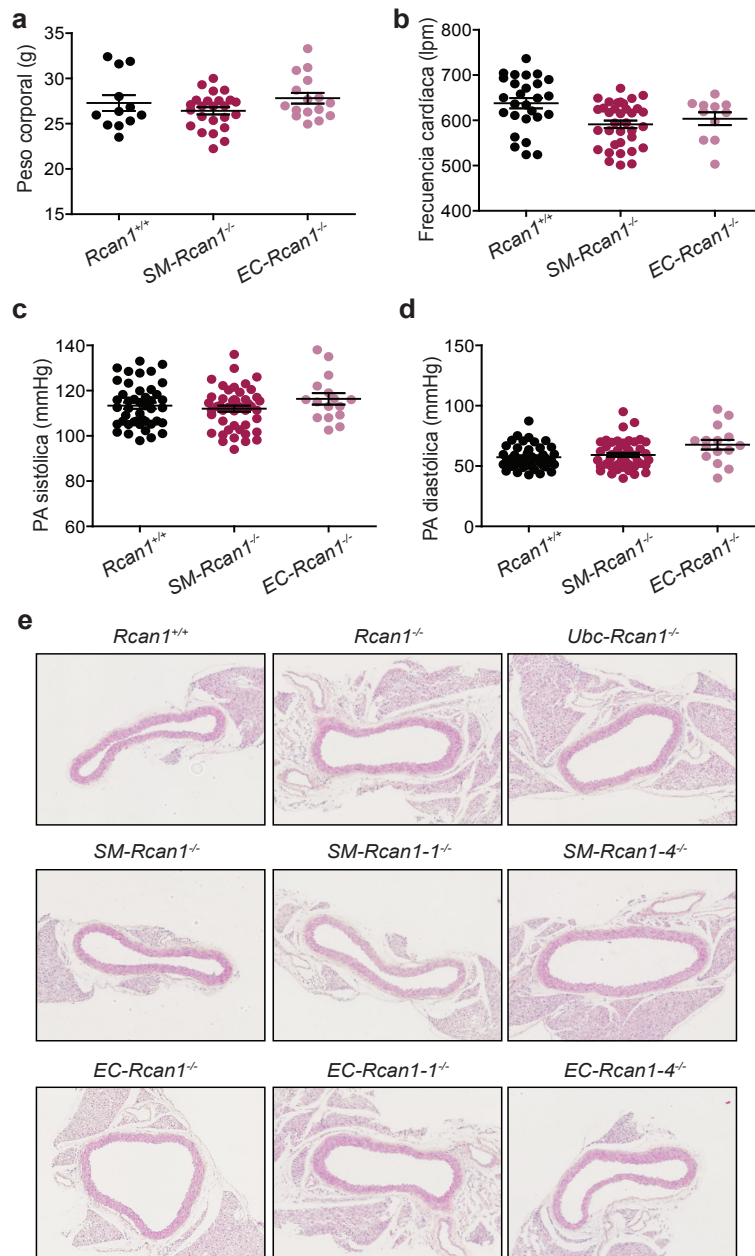 a
Peso corporal (g)
35
30
25
20
15
Rcan1+/+
SM-Rcan1-/-
EC-Rcan1-/-
b
Frecuencia cardíaca (lpm)
800
700
600
500
400
Rcan1+/+
SM-Rcan1-/-
EC-Rcan1-/-
c
PA sistólica (mmHg)
140
120
100
80
60
Rcan1+/+
SM-Rcan1-/-
EC-Rcan1-/-
d
PA diastólica (mmHg)
150
100
50
0
Rcan1+/+
SM-Rcan1-/-
EC-Rcan1-/-
e
Rcan1+/+ Rcan1-/- Ubc-Rcan1-/-
SM-Rcan1-/- SM-Rcan1-1-/- SM-Rcan1-4-/-
EC-Rcan1-/- EC-Rcan1-1-/- EC-Rcan1-4-/-